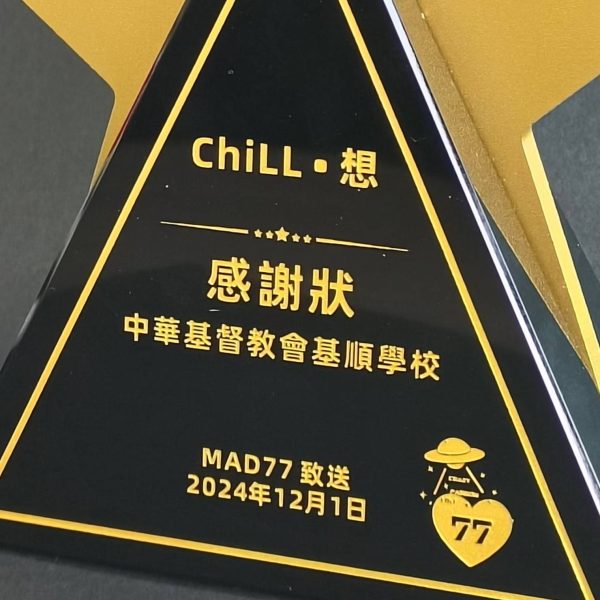 ChiLL▪想
感謝狀
中華基督教會基順學校
MAD77 致送
2024年12月1日
77